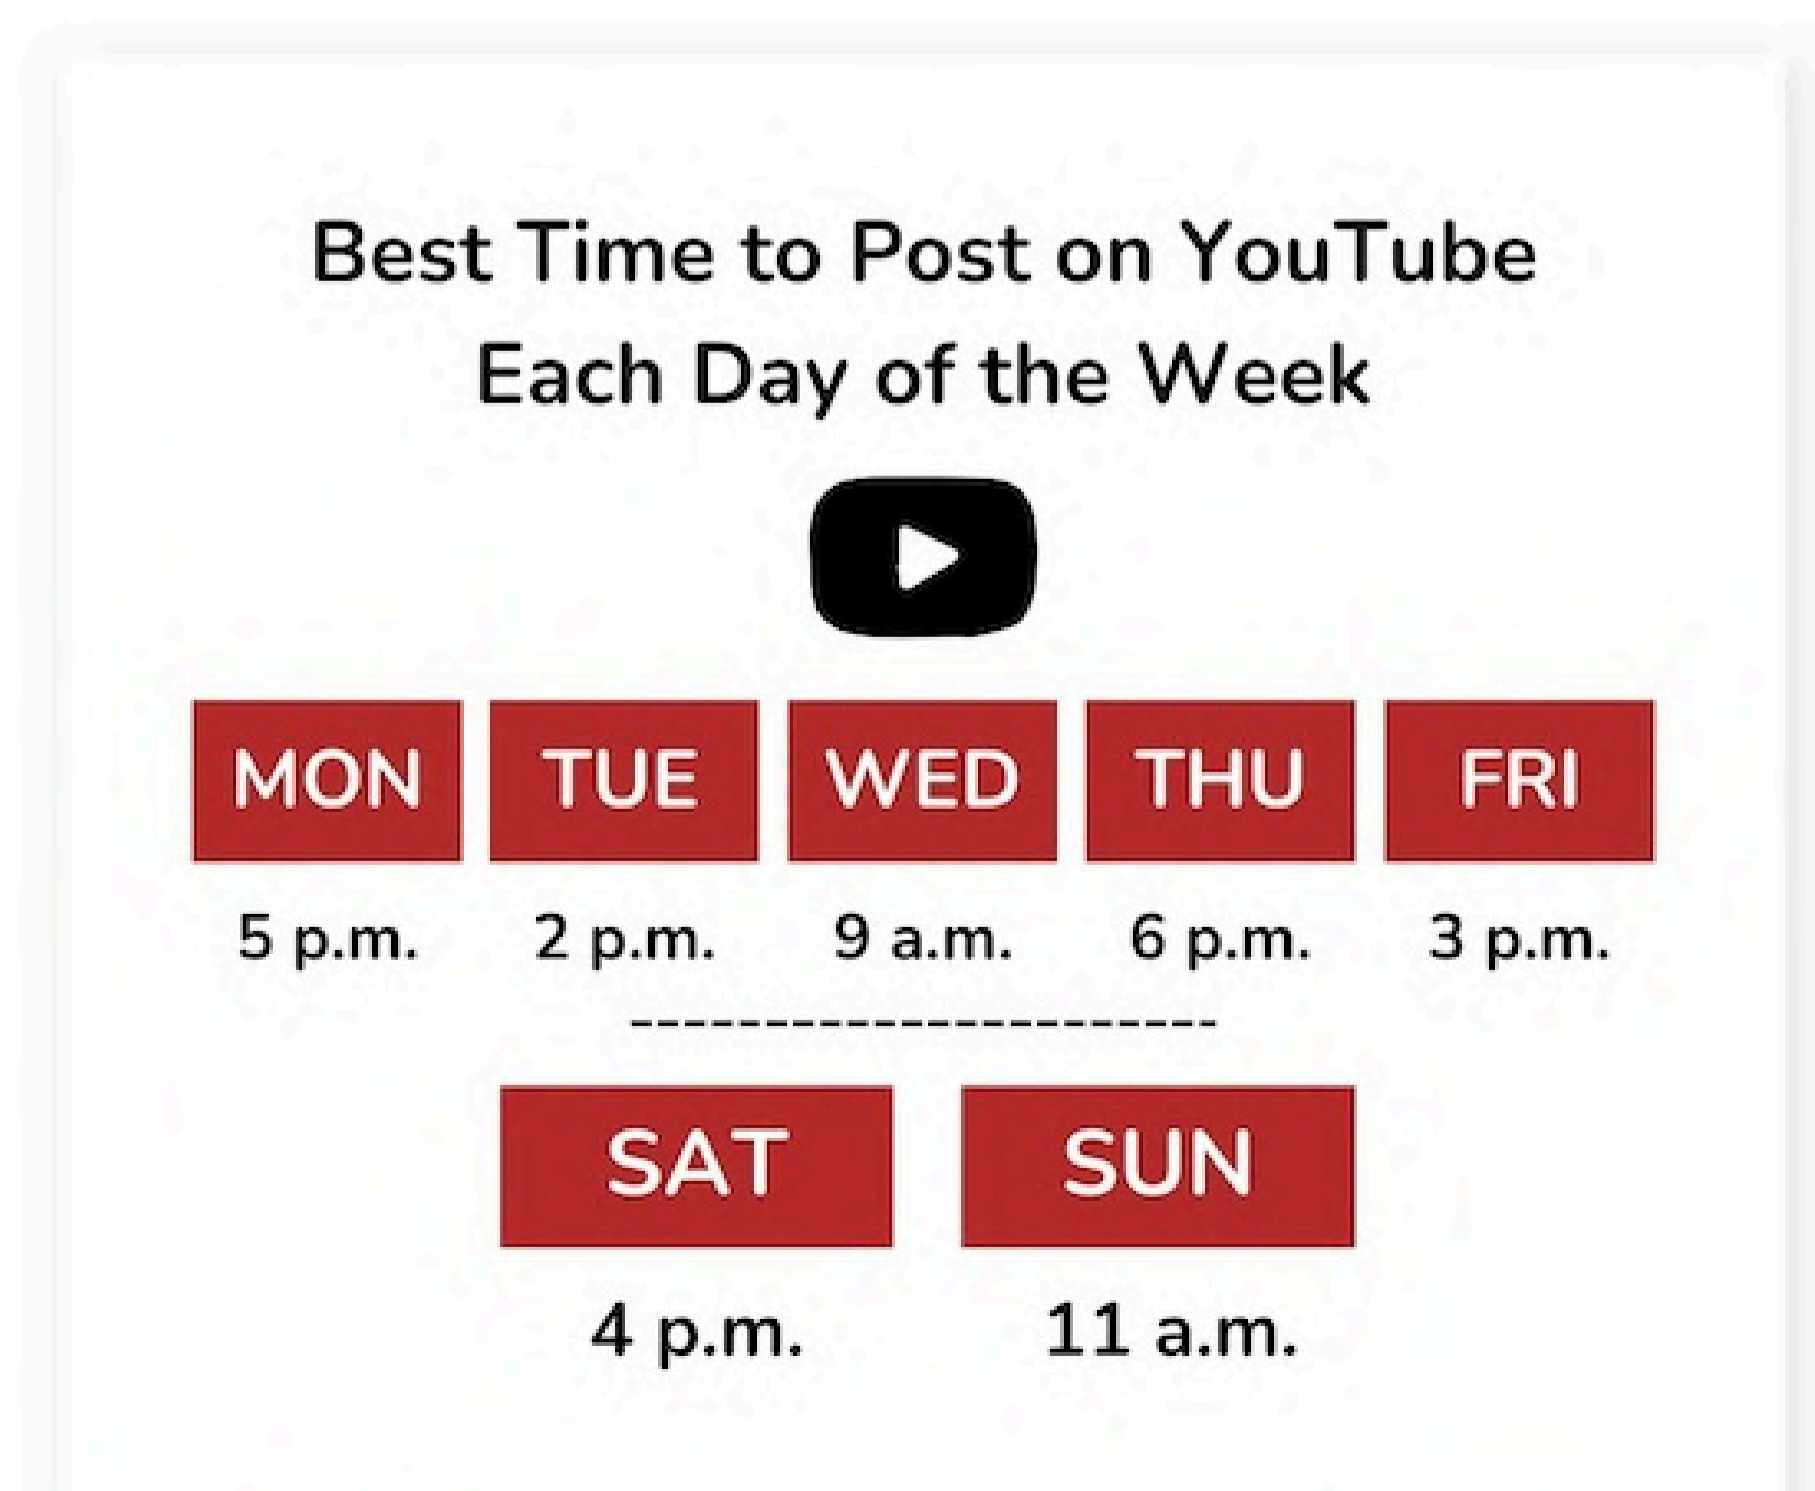 Best Time to Post on YouTube
Each Day of the Week
MON TUE WED THU FRI
5 p.m. 2 p.m. 9 a.m. 6 p.m. 3 p.m.
SAT SUN
4 p.m. 11 a.m.